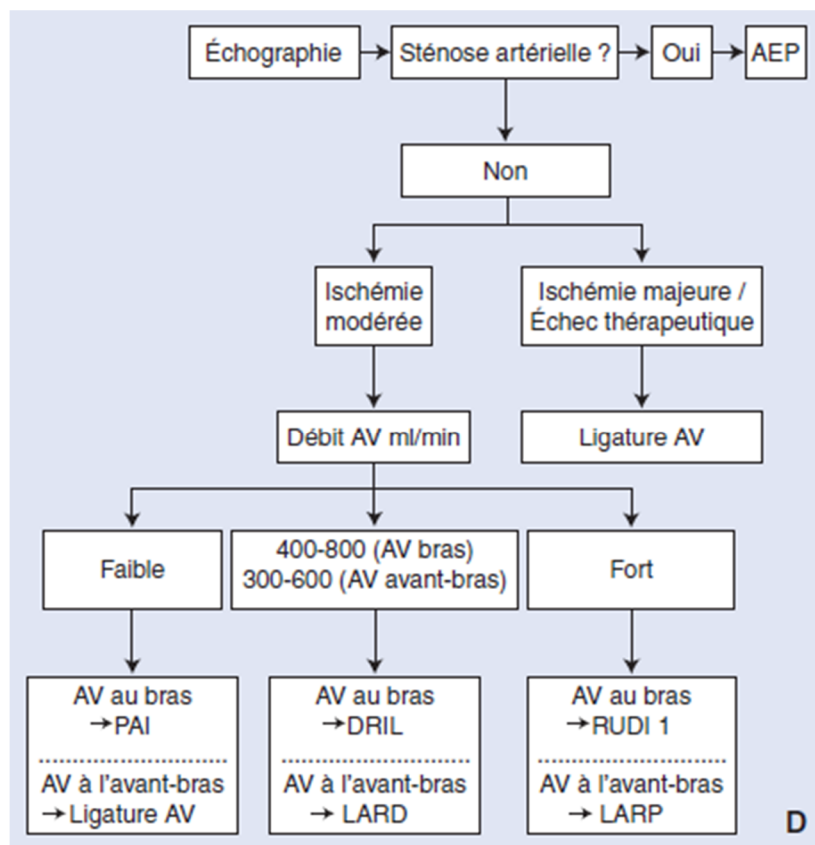 Échographie
Sténose artérielle ?
Oui
AEP
Non
Ischémie
modérée
Ischémie majeure /
Échec thérapeutique
Débit AV ml/min
Ligature AV
Faible
400-800 (AV bras)
300-600 (AV avant-bras)
Fort
AV au bras
→PAI
AV à l'avant-bras
→Ligature AV
AV au bras
→DRIL
AV à l'avant-bras
→ LARD
AV au bras
→RUDI 1
AV à l'avant-bras
→ LARP
D